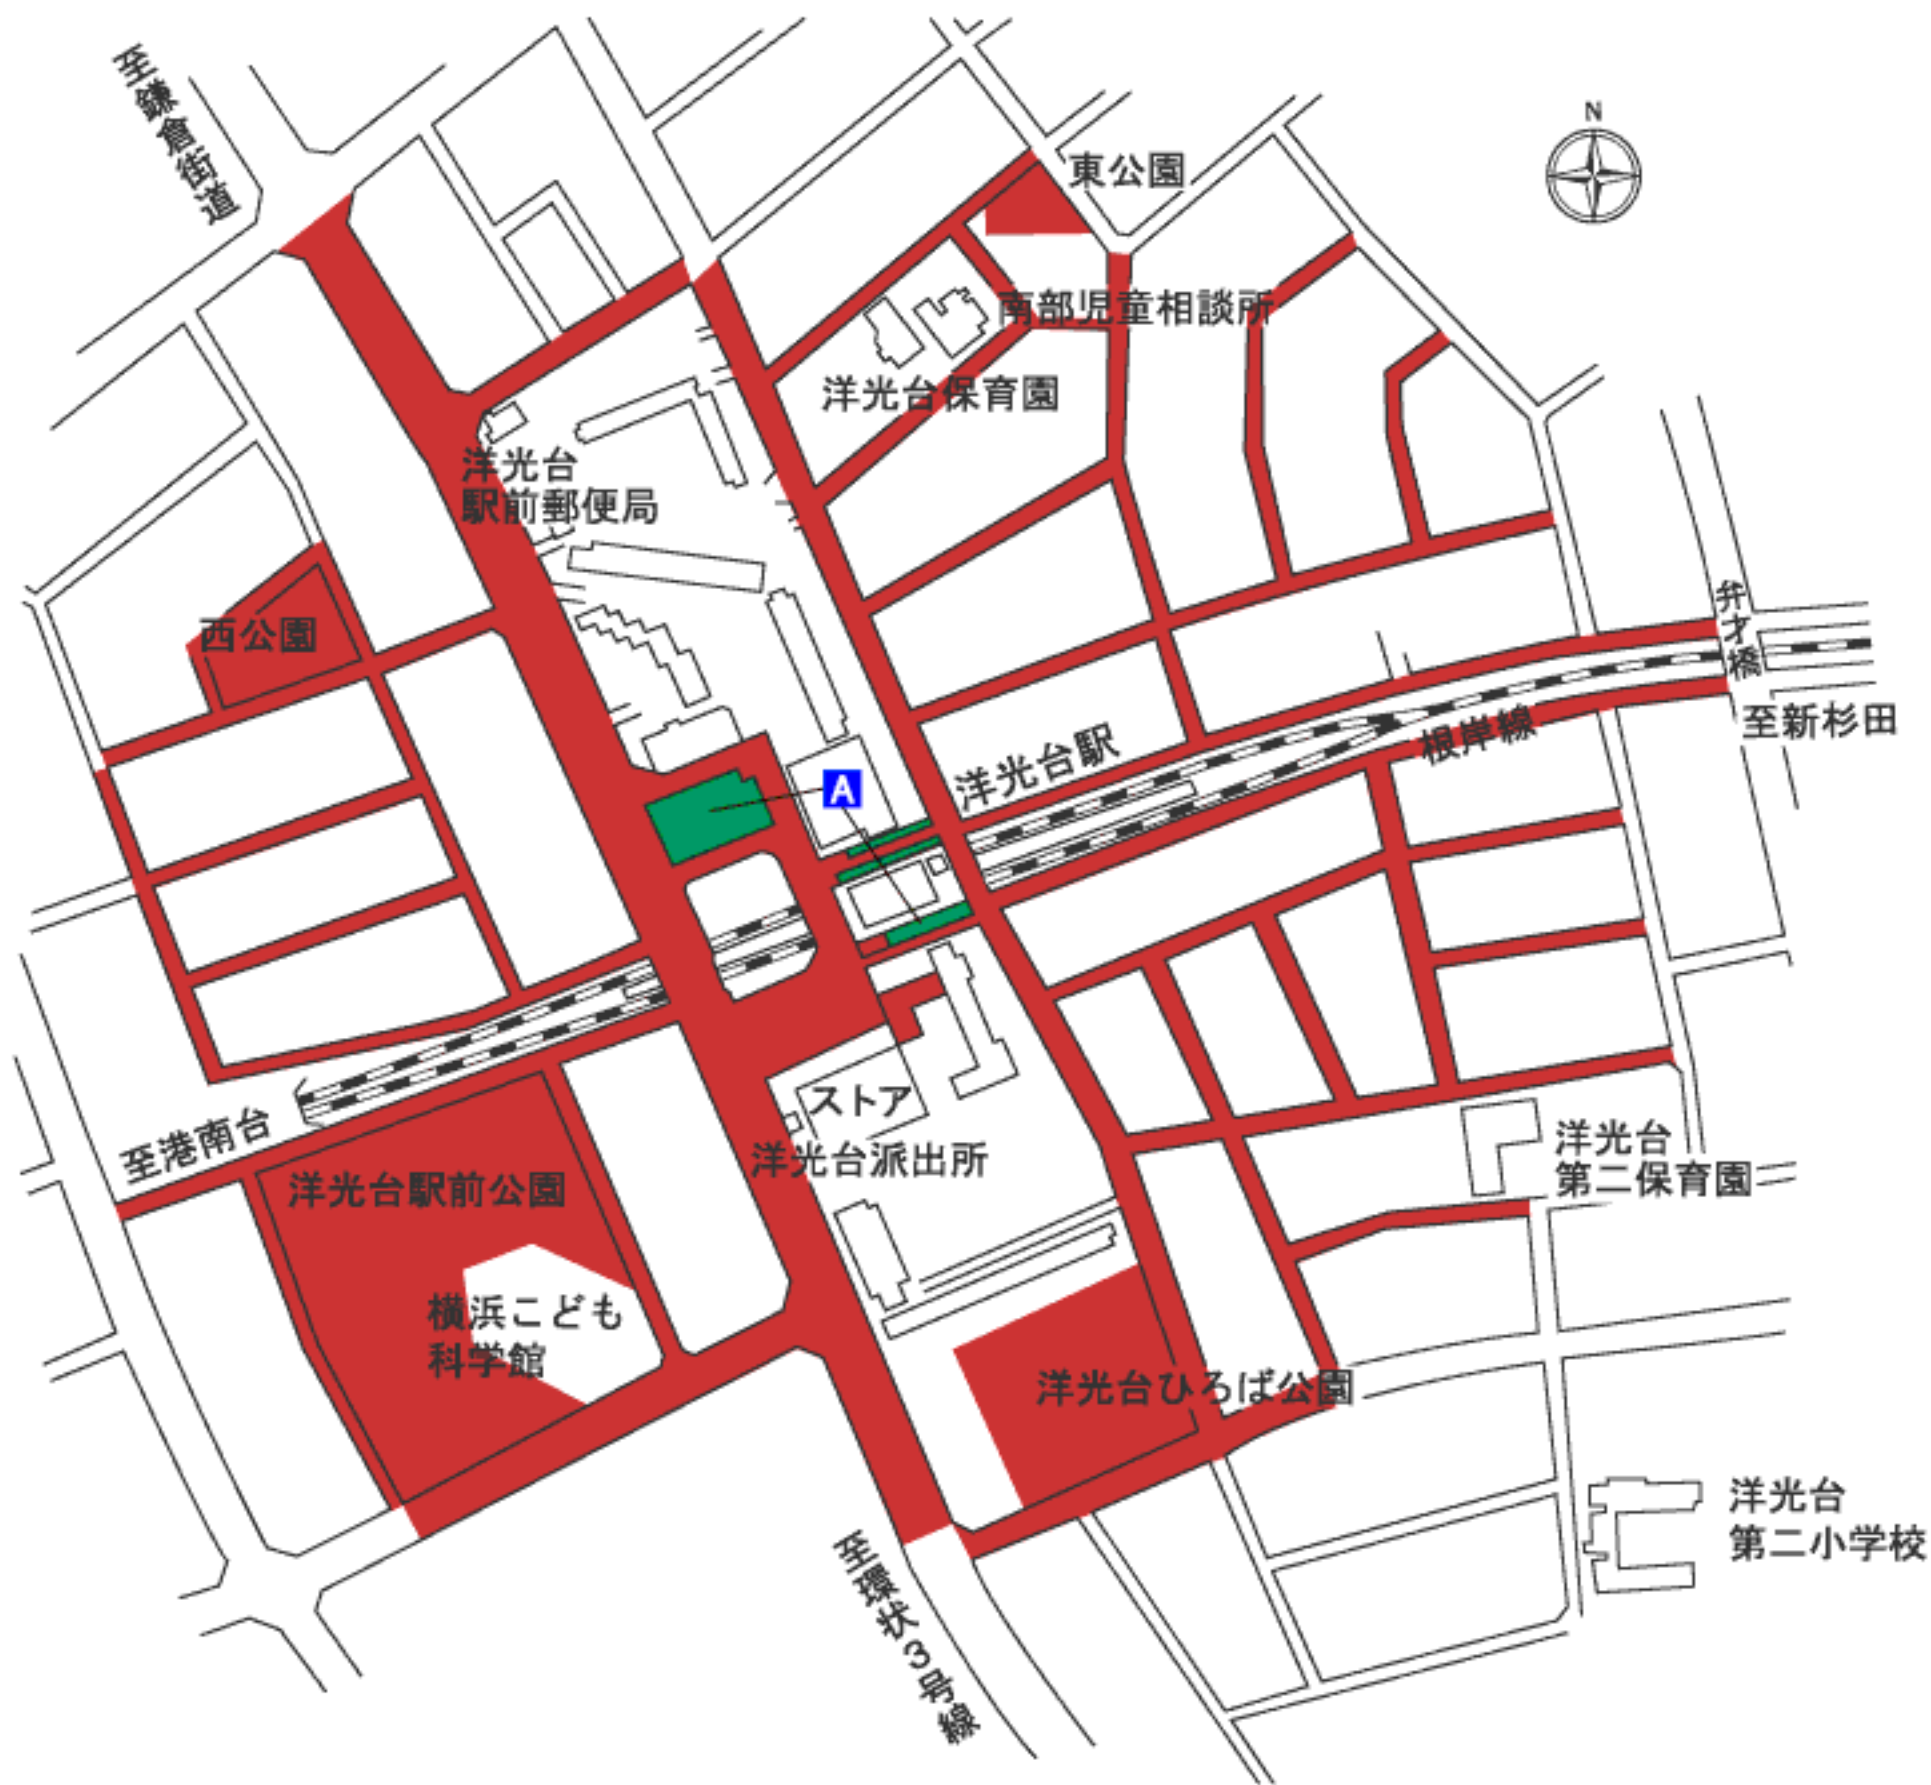 至鎌倉街道
N
東公園
南部児童相談所
洋光台保育園
洋光台
駅前郵便局
西公園
弁才橋
至新杉田
根岸線
洋光台駅
A
至港南台
ストア
洋光台派出所
洋光台駅前公園
横浜こども
科学館
洋光台
第二保育園
洋光台ひろば公園
洋光台
第二小学校
至環状3号線